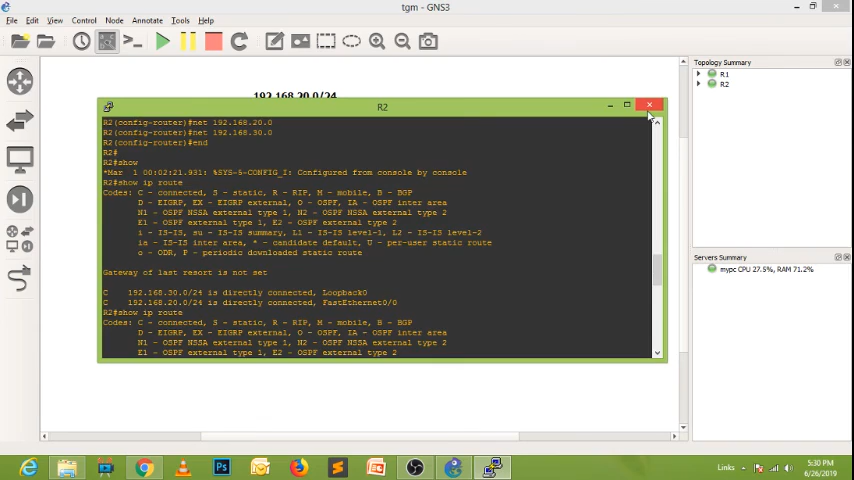 tgm - GNS3
File Edit View Control Node Annotate Tools Help
192.168.20.0/24
R2
R2(config-router)#net 192.168.20.0
R2(config-router)#net 192.168.30.0
R2(config-router)#end
R2#
R2#show
*Mar  1 00:02:21.931: %SYS-5-CONFIG_I: Configured from console by console
R2#show ip route
Codes: C - connected, S - static, R - RIP, M - mobile, B - BGP
D - EIGRP, EX - EIGRP external, O - OSPF, IA - OSPF inter area
N1 - OSPF NSSA external type 1, N2 - OSPF NSSA external type 2
E1 - OSPF external type 1, E2 - OSPF external type 2
i - IS-IS, su - IS-IS summary, L1 - IS-IS level-1, L2 - IS-IS level-2
ia - IS-IS inter area, * - candidate default, U - per-user static route
o - ODR, P - periodic downloaded static route
Gateway of last resort is not set
C    192.168.30.0/24 is directly connected, Loopback0
C    192.168.20.0/24 is directly connected, FastEthernet0/0
R2#show ip route
Codes: C - connected, S - static, R - RIP, M - mobile, B - BGP
D - EIGRP, EX - EIGRP external, O - OSPF, IA - OSPF inter area
N1 - OSPF NSSA external type 1, N2 - OSPF NSSA external type 2
E1 - OSPF external type 1, E2 - OSPF external type 2
Topology Summary
R1
R2
Servers Summary
mypc CPU 27.5%, RAM 71.2%
Ps
Links
5:30 PM
6/26/2019